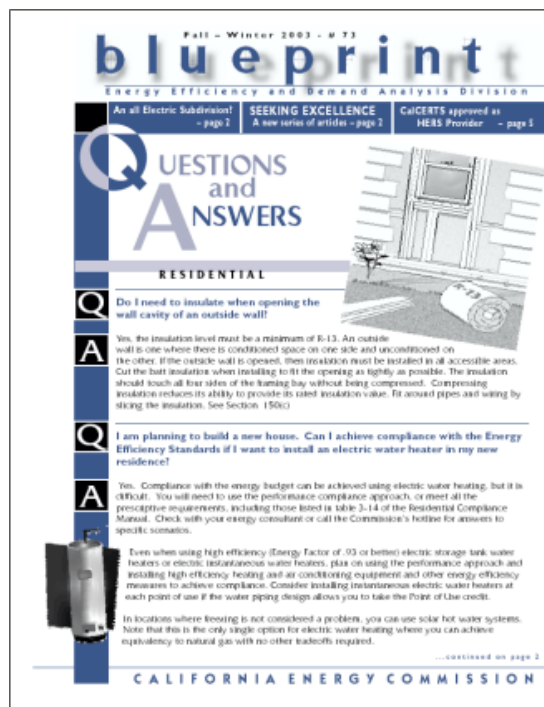 Fall – Winter 2003 - # 73
blueprint
Energy Efficiency and Demand Analysis Division
An all Electric Subdivision?
– page 2
SEEKING EXCELLENCE
A new series of articles – page 2
CalCERTS approved as
HERS Provider – page 5
QUESTIONS
and
ANSWERS
R-13
RESIDENTIAL
Q
Do I need to insulate when opening the
wall cavity of an outside wall?
A
Yes, the insulation level must be a minimum of R-13. An outside
wall is one where there is conditioned space on one side and unconditioned on
the other. If the outside wall is opened, then insulation must be installed in all accessible areas.
Cut the batt insulation when installing to fit the opening as tightly as possible. The insulation
should touch all four sides of the framing bay without being compressed. Compressing
insulation reduces its ability to provide its rated insulation value. Fit around pipes and wiring by
slicing the insulation. See Section 150(c)
Q
I am planning to build a new house. Can I achieve compliance with the Energy
Efficiency Standards if I want to install an electric water heater in my new
residence?
A
Yes. Compliance with the energy budget can be achieved using electric water heating, but it is
difficult. You will need to use the performance compliance approach, or meet all the
prescriptive requirements, including those listed in table 3-14 of the Residential Compliance
Manual. Check with your energy consultant or call the Commission's hotline for answers to
specific scenarios.
Even when using high efficiency (Energy Factor of .93 or better) electric storage tank water
heaters or electric instantaneous water heaters, plan on using the performance approach and
installing high efficiency heating and air conditioning equipment and other energy efficiency
measures to achieve compliance. Consider installing instantaneous electric water heaters at
each point of use if the water piping design allows you to take the Point of Use credit.
In locations where freezing is not considered a problem, you can use solar hot water systems.
Note that this is the only single option for electric water heating where you can achieve
equivalency to natural gas with no other tradeoffs required.
...continued on page 2
CALIFORNIA ENERGY COMMISSION